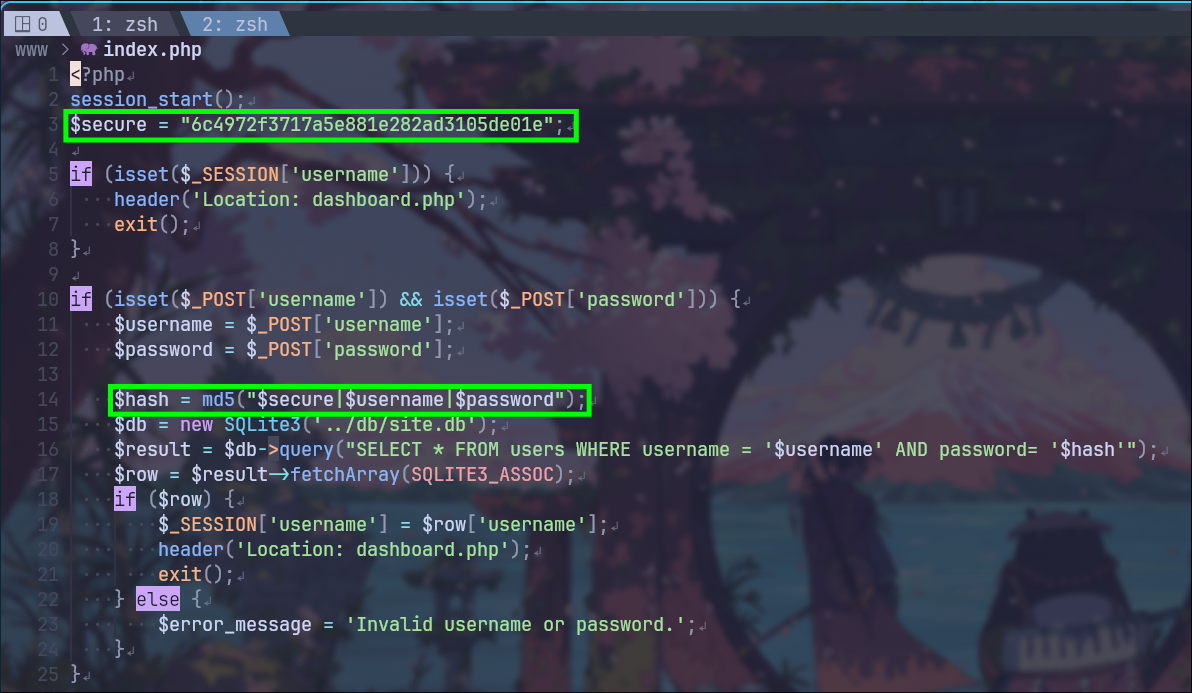 0 1: zsh 2: zsh
www > index.php
1 <?php
2 session_start();
3 $secure = "6c4972f3717a5e881e282ad3105de01e";
4
5 if (isset($_SESSION['username'])) {
6 header('Location: dashboard.php');
7 exit();
8 }
9
10 if (isset($_POST['username']) && isset($_POST['password'])) {
11 $username = $_POST['username'];
12 $password = $_POST['password'];
13
14 $hash = md5("$secure|$username|$password");
15 $db = new SQLite3('../db/site.db');
16 $result = $db->query("SELECT * FROM users WHERE username = '$username' AND password= '$hash'");
17 $row = $result->fetchArray(SQLITE3_ASSOC);
18 if ($row) {
19 $_SESSION['username'] = $row['username'];
20 header('Location: dashboard.php');
21 exit();
22 } else {
23 $error_message = 'Invalid username or password.';
24 }
25 }